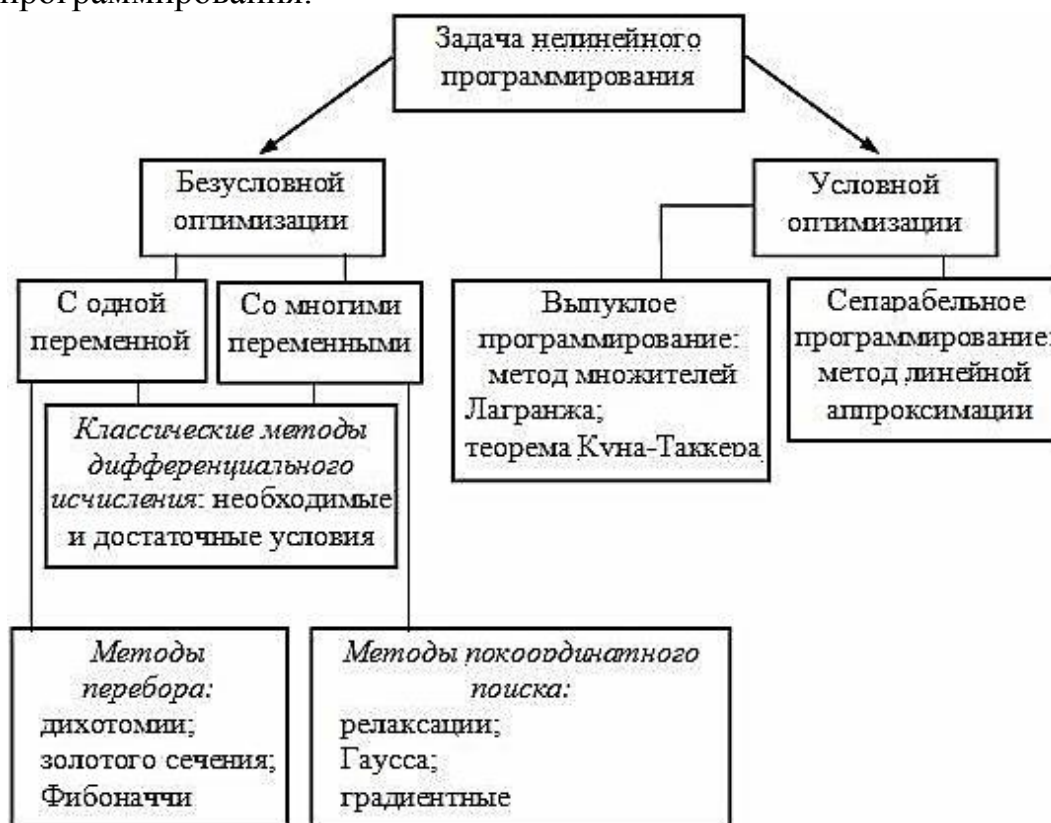 программирования.
Задача нелинейного
программирования
Безусловной
оптимизации
Условной
оптимизации
С одной
переменной
Со многими
переменными
Выпуклое
программирование:
метод множителей
Лагранжа;
теорема Куна-Таккера
Сепарабельное
программирование:
метод линейной
аппроксимации
Классические методы
дифференциального
исчисления: необходимые
и достаточные условия
Методы
перебора:
дихотомии;
золотого сечения;
Фибоначчи
Методы покоординатного
поиска:
релаксации;
Гаусса;
градиентные